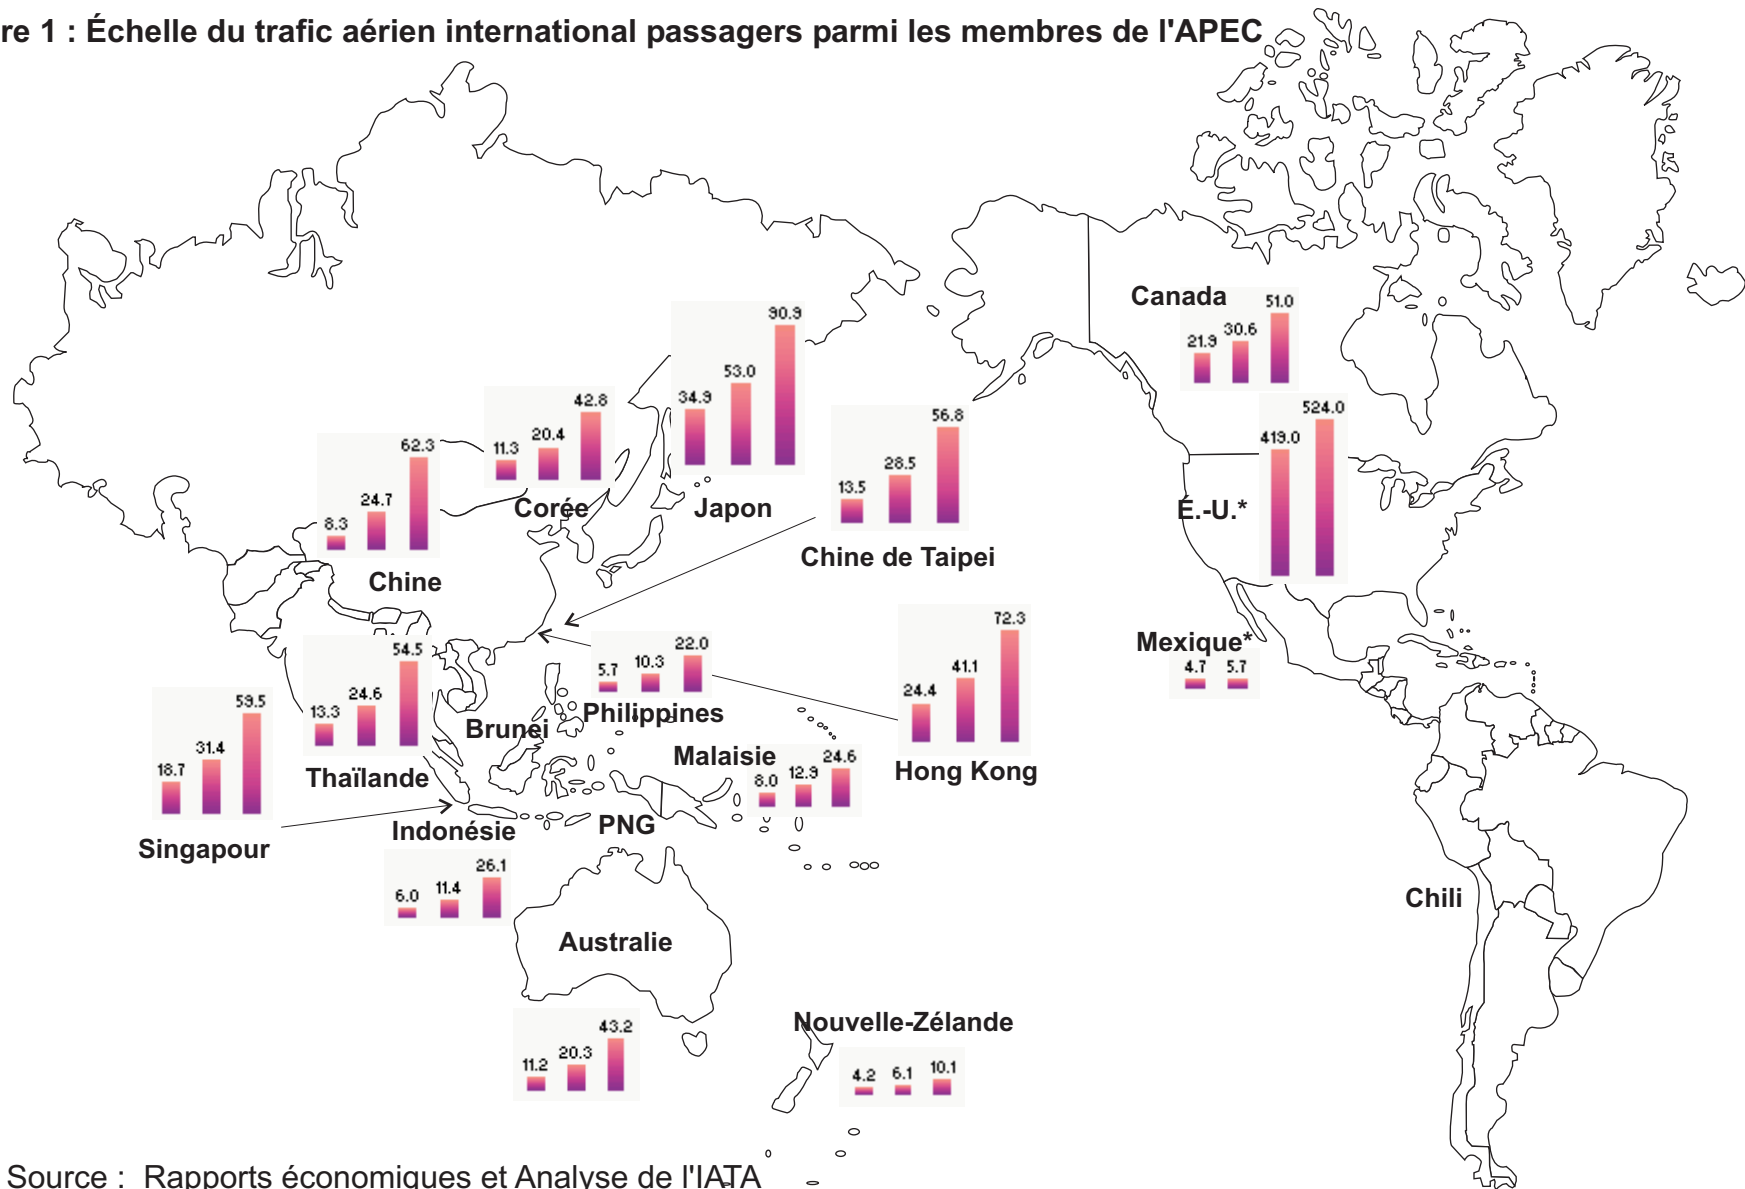 re 1 : Échelle du trafic aérien international passagers parmi les membres de l'APEC
Canada
21.9 30.6 51.0
34.9 53.0 90.9
Japon
11.3 20.4 42.8
Corée
13.5 28.5 56.8
Chine de Taipei
419.0 524.0
É.-U.*
8.3 24.7 62.3
Chine
24.4 41.1 72.3
Hong Kong
5.7 10.3 22.0
Philippines
Mexique*
4.7 5.7
13.3 24.6 54.5
Thaïlande
Brunei
18.7 31.4 59.5
Singapour
Malaisie
8.0 12.9 24.6
Indonésie
6.0 11.4 26.1
PNG
Chili
Australie
11.2 20.3 43.2
Nouvelle-Zélande
4.2 6.1 10.1
Source : Rapports économiques et Analyse de l'IATA